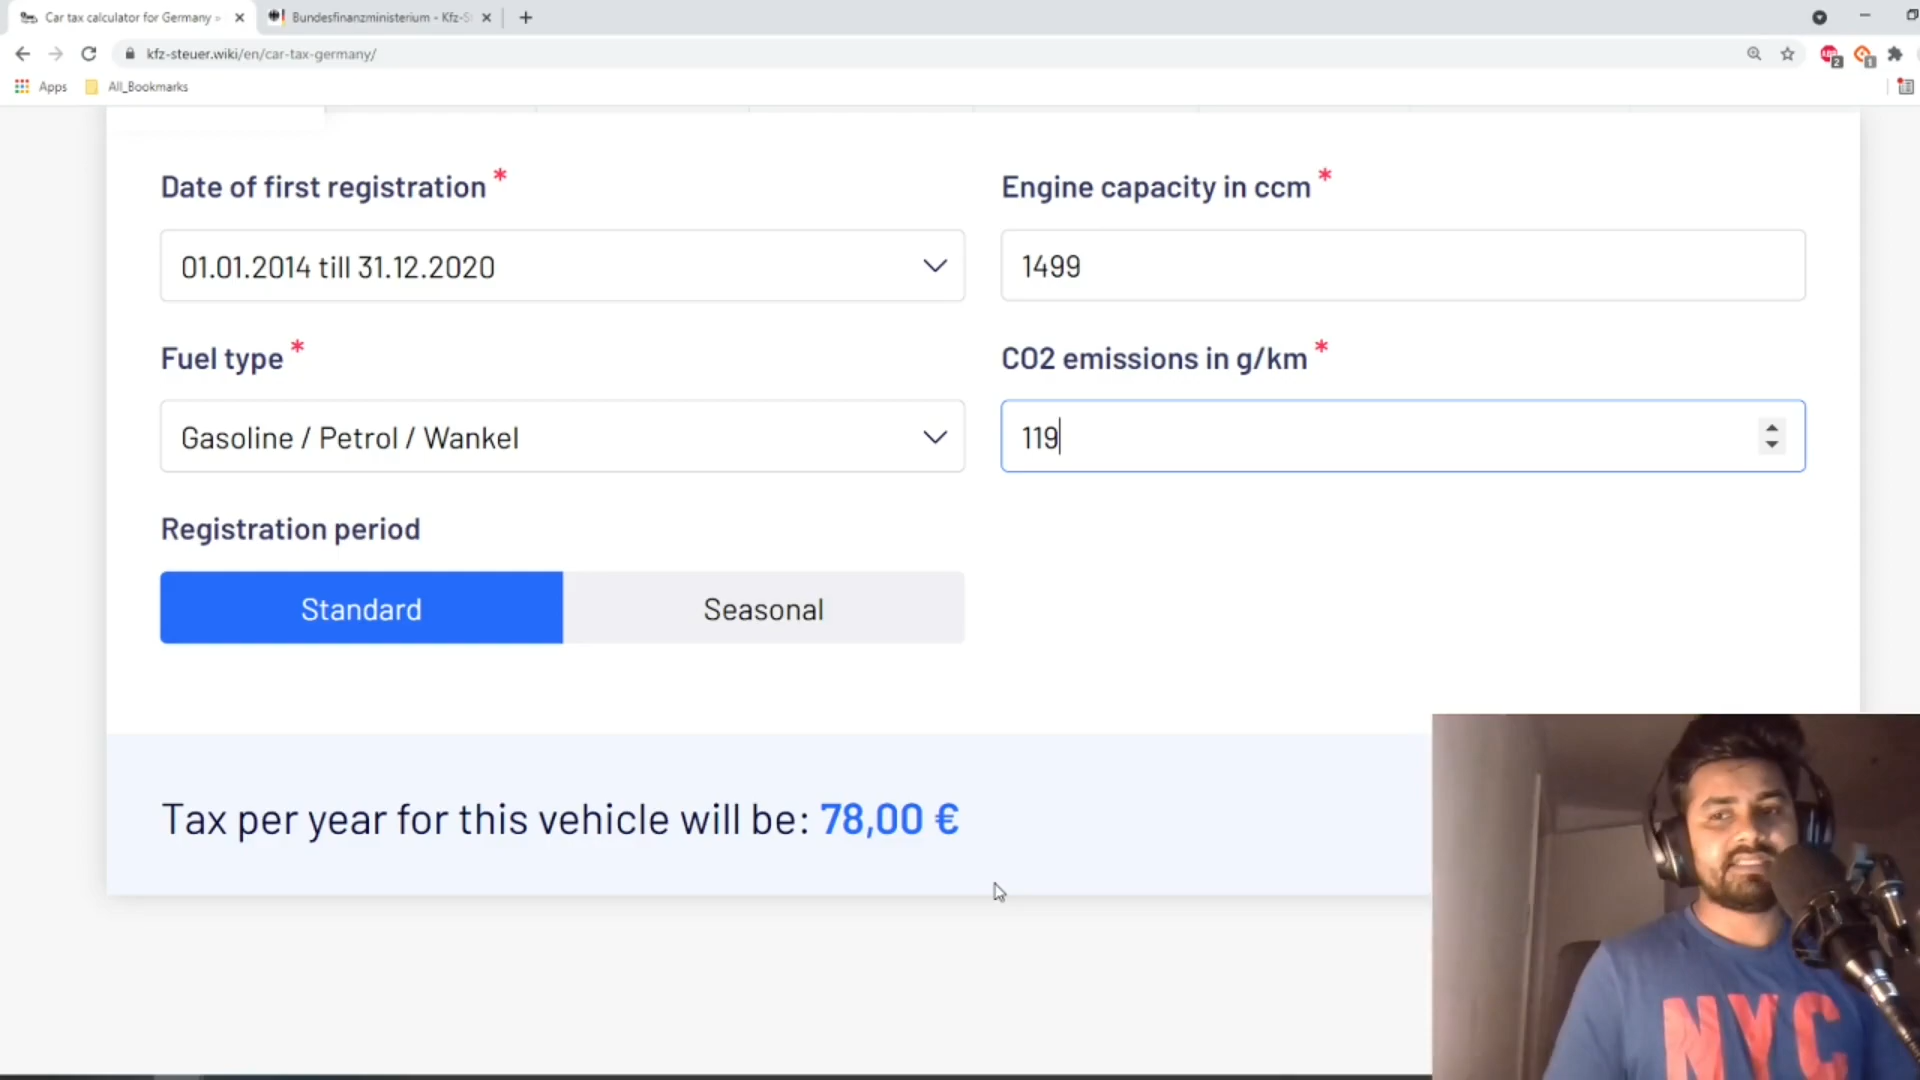 Car tax calculator for Germany »
Bundesfinanzministerium - Kfz-S
kfz-steuer.wiki/en/car-tax-germany/
2
1
Apps
All_Bookmarks
Date of first registration *
Engine capacity in ccm *
01.01.2014 till 31.12.2020
1499
Fuel type *
CO2 emissions in g/km *
Gasoline / Petrol / Wankel
119
Registration period
Standard
Seasonal
Tax per year for this vehicle will be: 78,00 €
NYC